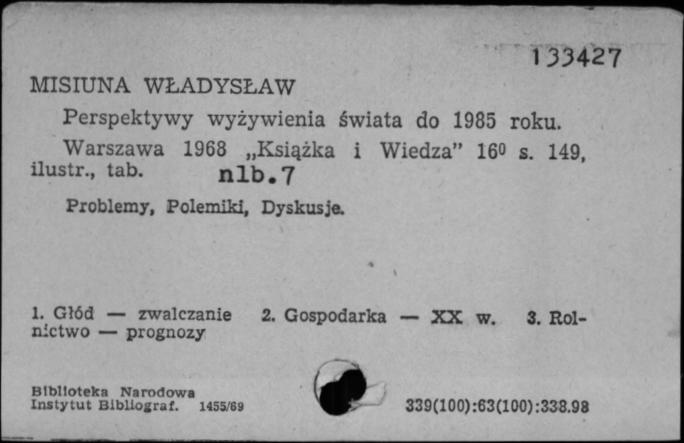 133427
MISIUNA WŁADYSŁAW
Perspektywy wyżywienia świata do 1985 roku.
Warszawa 1968 „Książka i Wiedza” 16⁰ s. 149,
ilustr., tab. nlb.7
Problemy, Polemiki, Dyskusje.
1. Głód — zwalczanie 2. Gospodarka — XX w. 3. Rol-
nictwo — prognozy
Biblioteka Narodowa
Instytut Bibliograf. 1455/69 339(100):63(100):338.98